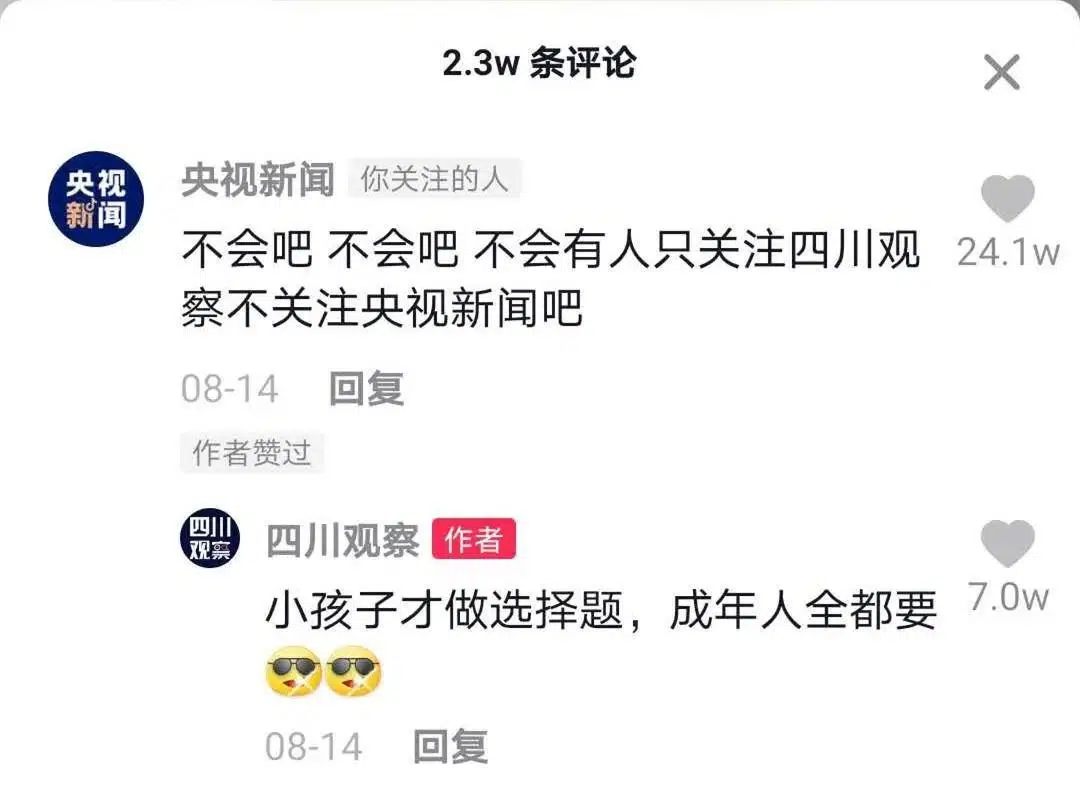 2.3w 条评论
央视
新闻
央视新闻 你关注的人
不会吧 不会吧 不会有人只关注四川观
察不关注央视新闻吧
24.1w
08-14 回复
作者赞过
四川
观察
四川观察 作者
小孩子才做选择题，成年人全都要
7.0w
08-14 回复